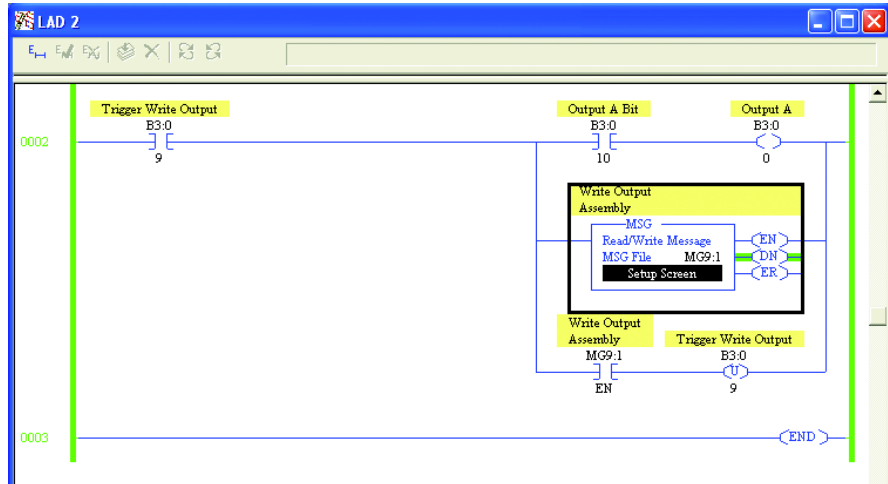 LAD 2
Trigger Write Output
B3:0
9
0002
Output A Bit
B3:0
10
Output A
B3:0
0
Write Output
Assembly
MSG
Read/Write Message
MSG File MG9:1
Setup Screen
EN
DN
ER
Write Output
Assembly
MG9:1
EN
Trigger Write Output
B3:0
U
9
0003
END